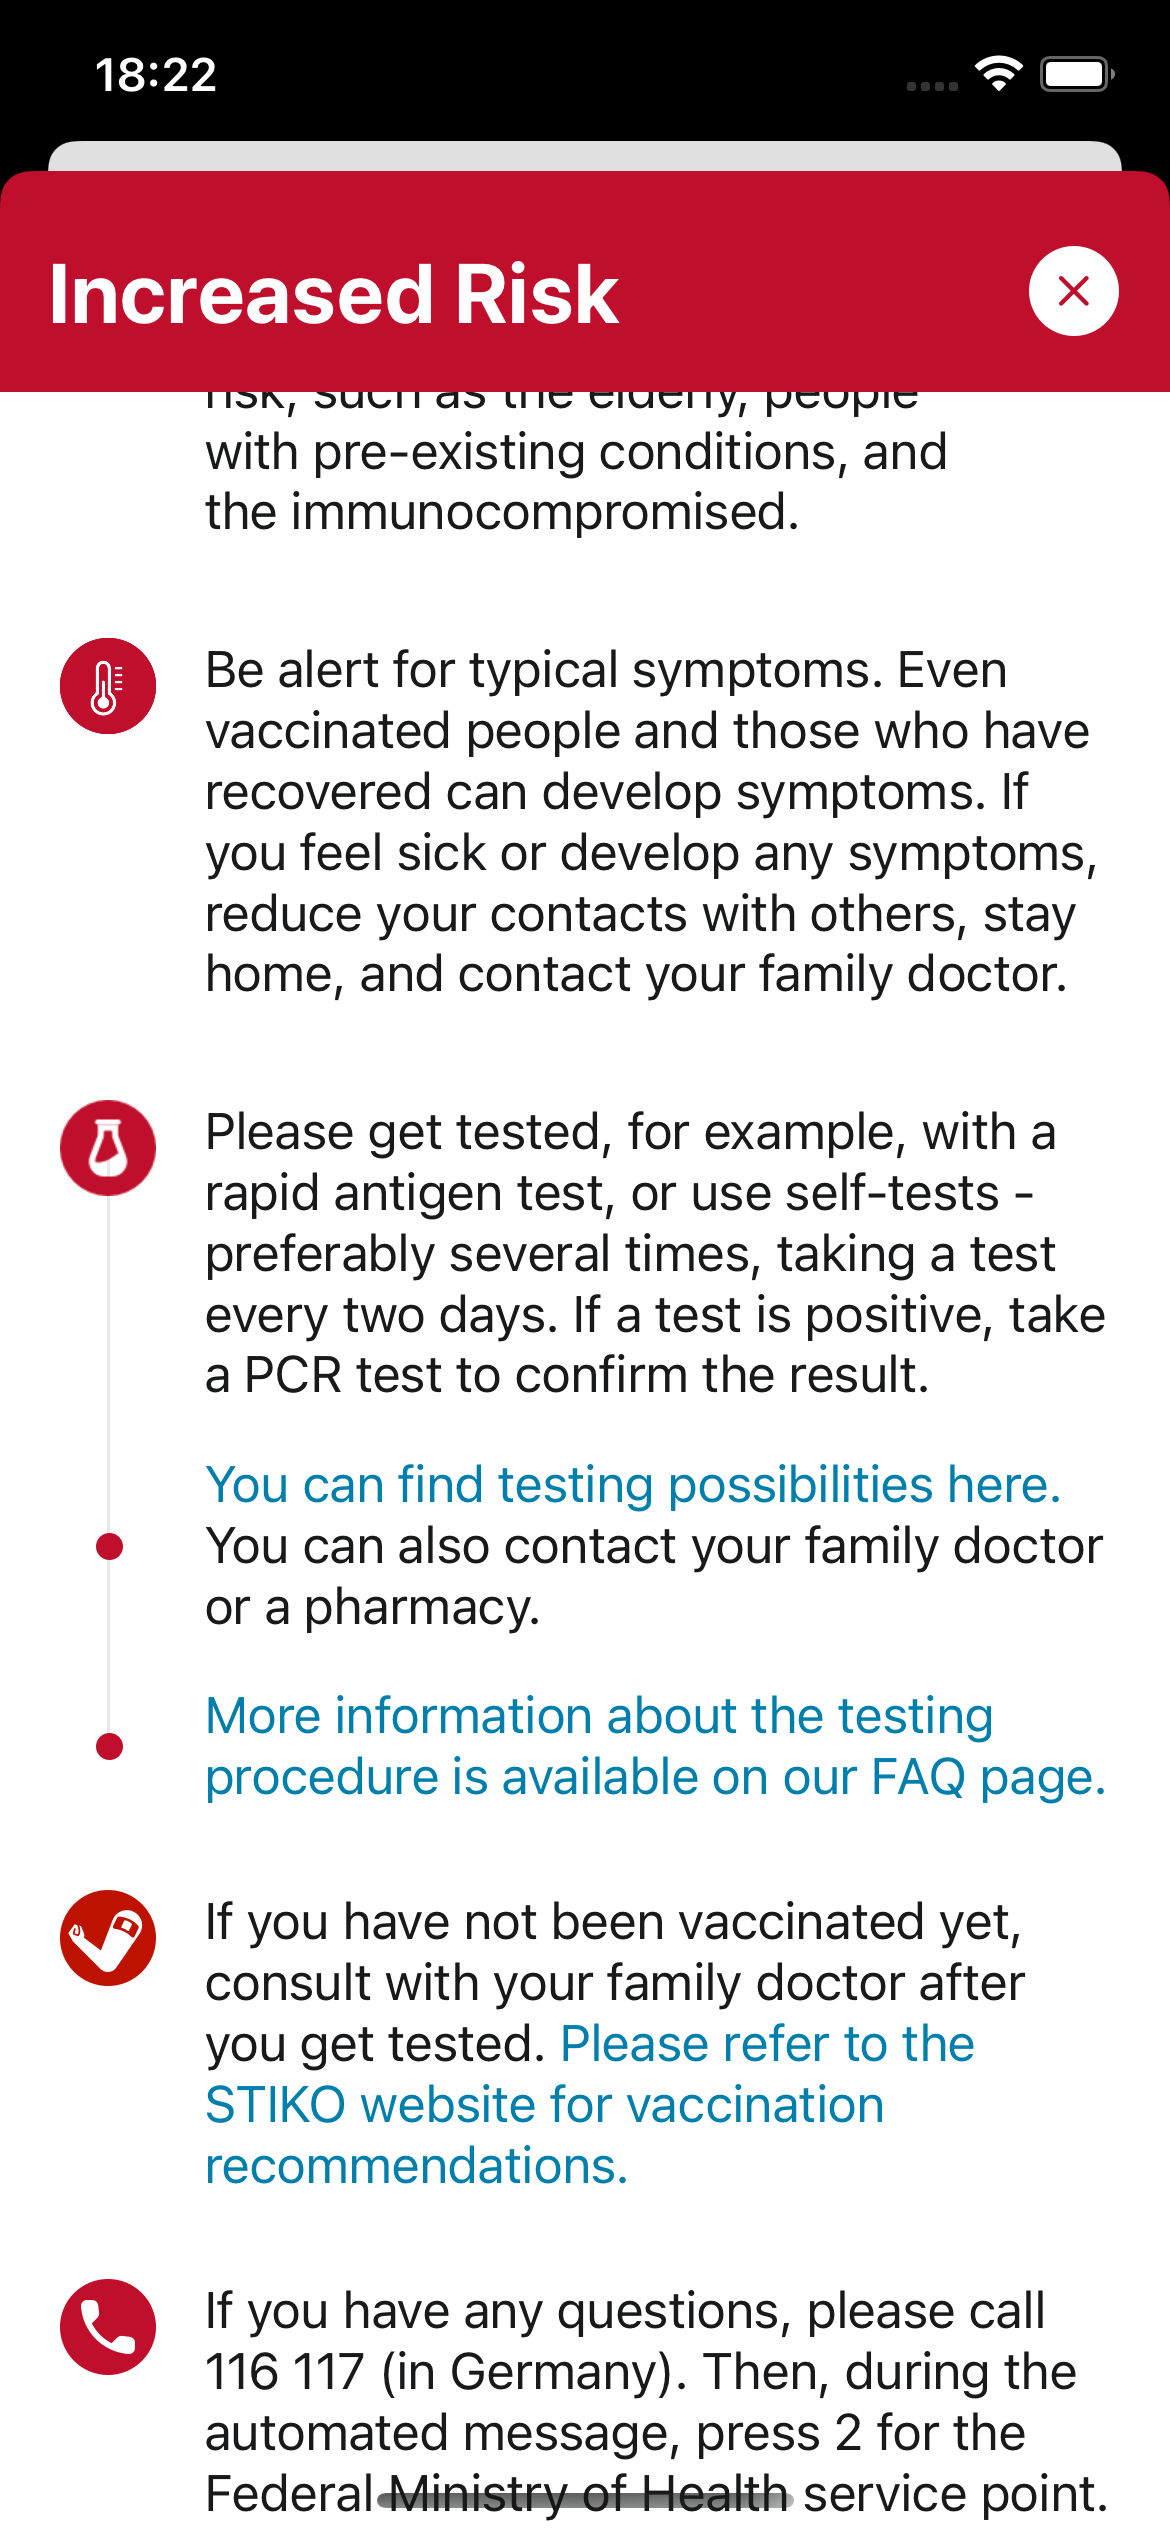 18:22
Increased Risk
risk, such as the elderly, people
with pre-existing conditions, and
the immunocompromised.
Be alert for typical symptoms. Even
vaccinated people and those who have
recovered can develop symptoms. If
you feel sick or develop any symptoms,
reduce your contacts with others, stay
home, and contact your family doctor.
Please get tested, for example, with a
rapid antigen test, or use self-tests -
preferably several times, taking a test
every two days. If a test is positive, take
a PCR test to confirm the result.
You can find testing possibilities here.
You can also contact your family doctor
or a pharmacy.
More information about the testing
procedure is available on our FAQ page.
If you have not been vaccinated yet,
consult with your family doctor after
you get tested. Please refer to the
STIKO website for vaccination
recommendations.
If you have any questions, please call
116 117 (in Germany). Then, during the
automated message, press 2 for the
Federal Ministry of Health service point.